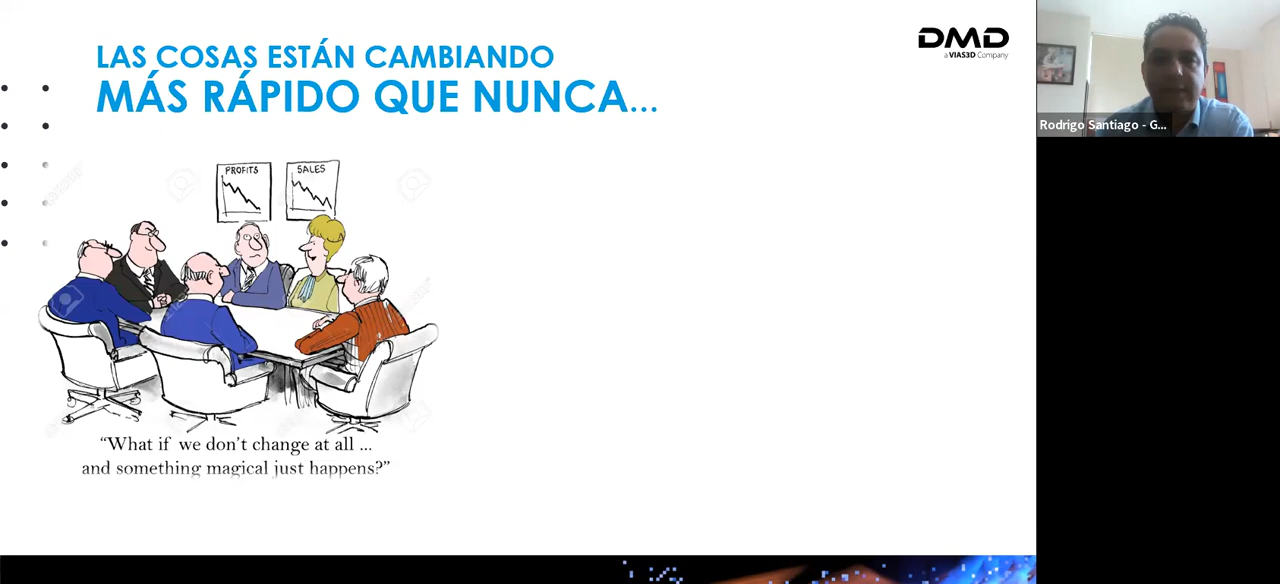 LAS COSAS ESTÁN CAMBIANDO
MÁS RÁPIDO QUE NUNCA...
DMD
a VIAS3D Company
Rodrigo Santiago - G...
PROFITS
SALES
“What if we don’t change at all ...
and something magical just happens?”